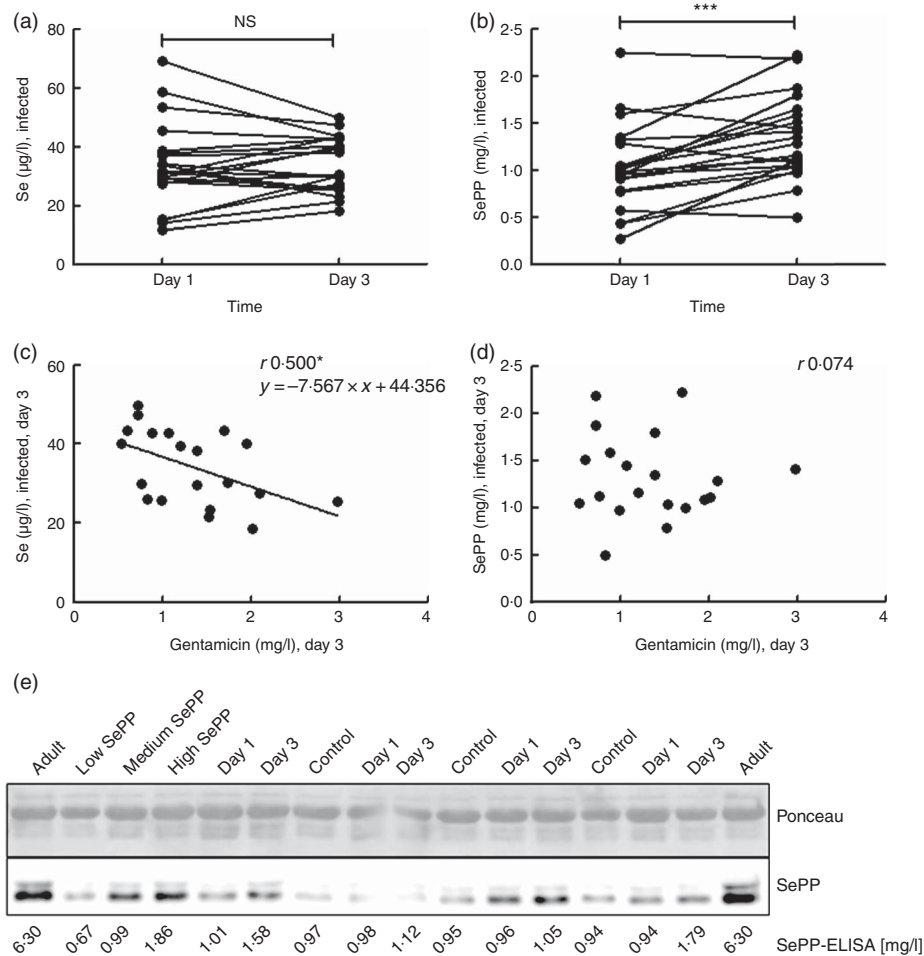 (a)
NS
80
60
40
20
0
Se (µg/l), infected
Day 1
Day 3
Time
(b)
***
2·5
2·0
1·5
1·0
0·5
0.0
SePP (mg/l), infected
Day 1
Day 3
Time
(c)
r 0·500*
y = −7·567 × x + 44·356
60
40
20
0
Se (µg/l), infected, day 3
0
1
2
3
4
Gentamicin (mg/l), day 3
(d)
r 0·074
2·5
2·0
1·5
1·0
0·5
0·0
SePP (mg/l), infected, day 3
0
1
2
3
4
Gentamicin (mg/l), day 3
(e)
Adult
Low SePP
Medium SePP
High SePP
Day 1
Day 3
Control
Day 1
Day 3
Control
Day 1
Day 3
Control
Day 1
Day 3
Adult
Ponceau
SePP
6·30
0·67
0·99
1·86
1·01
1·58
0·97
0·98
1·12
0·95
0·96
1·05
0·94
0·94
1·79
6·30
SePP-ELISA [mg/l]